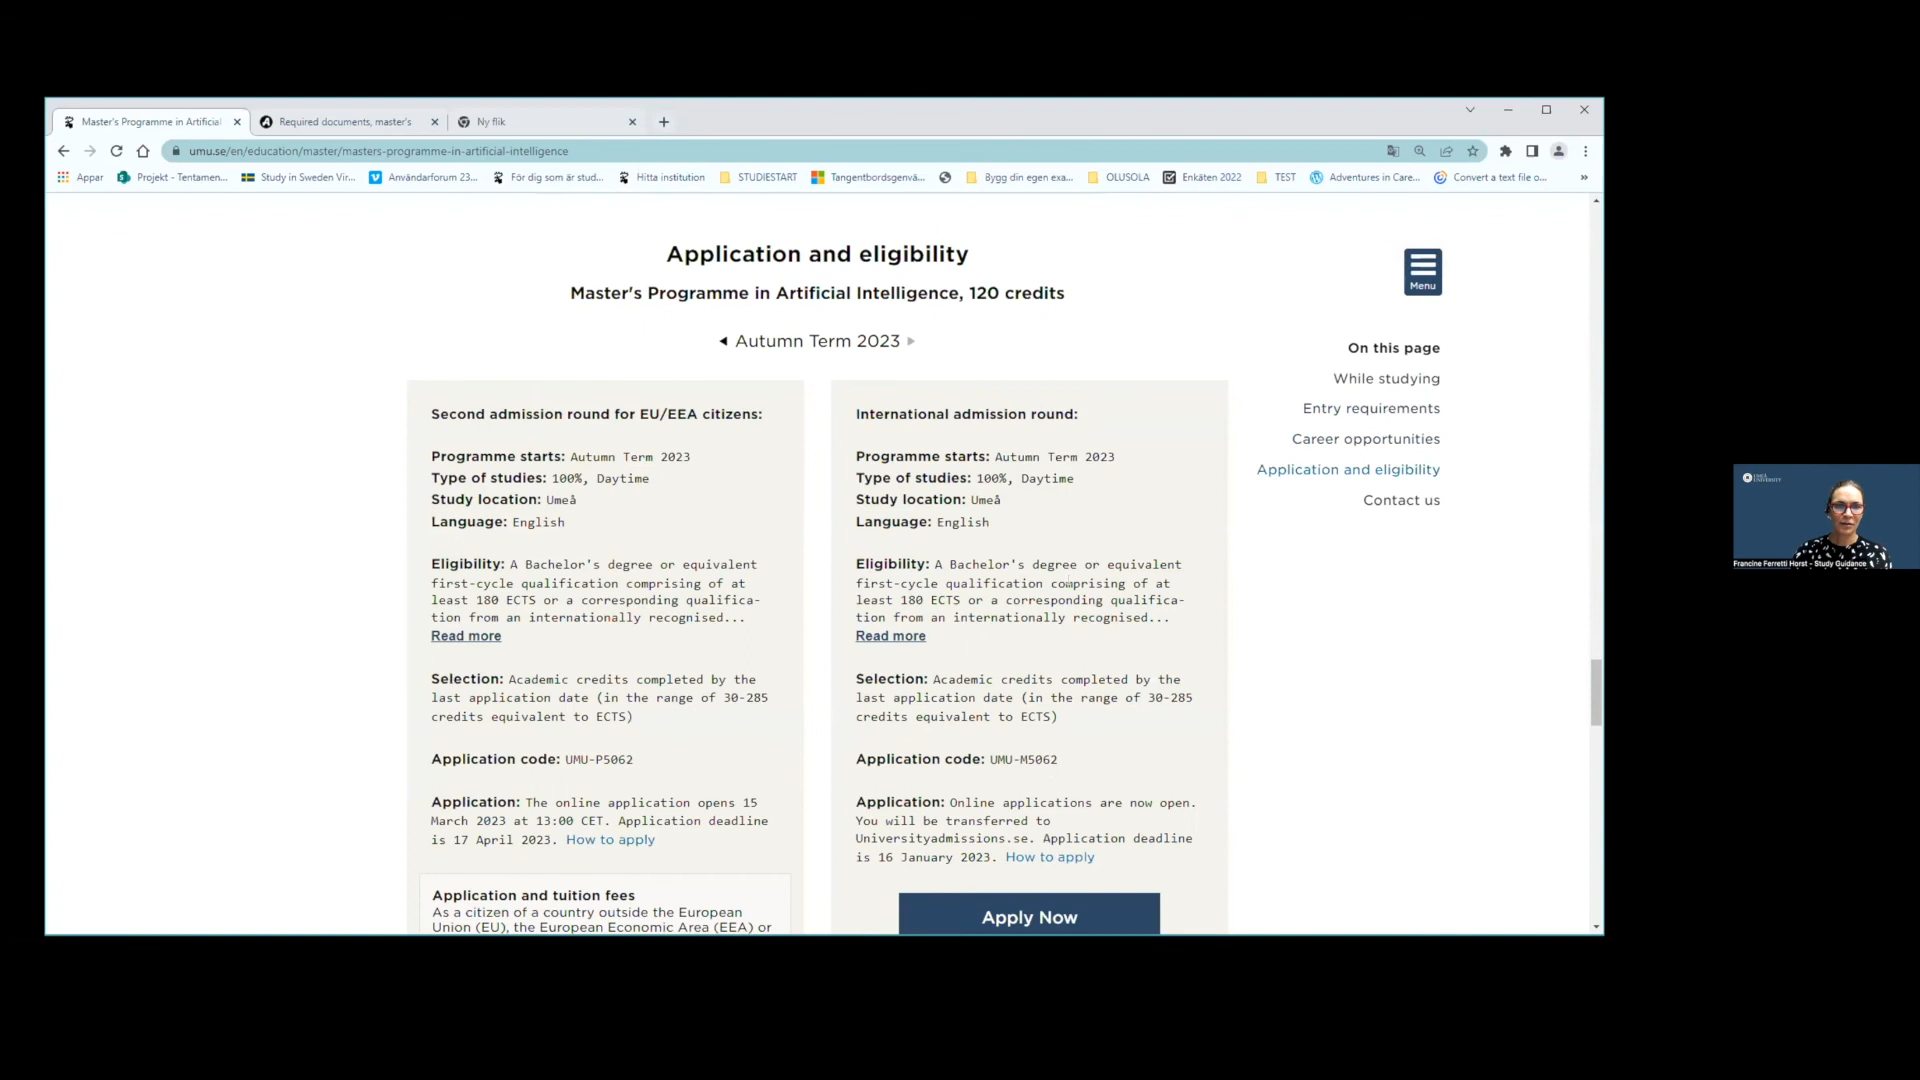 Master's Programme in Artificial
Required documents, master's
Ny flik
umu.se/en/education/master/masters-programme-in-artificial-intelligence
Appar
Projekt - Tentamen...
Study in Sweden Vir...
Användarforum 23...
För dig som är stud...
Hitta institution
STUDIESTART
Tangentbordsgenvä...
Bygg din egen exa...
OLUSOLA
Enkäten 2022
TEST
Adventures in Care...
Convert a text file o...
»
Application and eligibility
Master's Programme in Artificial Intelligence, 120 credits
Autumn Term 2023
Menu
On this page
While studying
Entry requirements
Career opportunities
Application and eligibility
Contact us
Second admission round for EU/EEA citizens:
Programme starts: Autumn Term 2023
Type of studies: 100%, Daytime
Study location: Umeå
Language: English
Eligibility: A Bachelor's degree or equivalent
first-cycle qualification comprising of at
least 180 ECTS or a corresponding qualifica-
tion from an internationally recognised...
Read more
Selection: Academic credits completed by the
last application date (in the range of 30-285
credits equivalent to ECTS)
Application code: UMU-P5062
Application: The online application opens 15
March 2023 at 13:00 CET. Application deadline
is 17 April 2023. How to apply
Application and tuition fees
As a citizen of a country outside the European
Union (EU), the European Economic Area (EEA) or
International admission round:
Programme starts: Autumn Term 2023
Type of studies: 100%, Daytime
Study location: Umeå
Language: English
Eligibility: A Bachelor's degree or equivalent
first-cycle qualification comprising of at
least 180 ECTS or a corresponding qualifica-
tion from an internationally recognised...
Read more
Selection: Academic credits completed by the
last application date (in the range of 30-285
credits equivalent to ECTS)
Application code: UMU-M5062
Application: Online applications are now open.
You will be transferred to
Universityadmissions.se. Application deadline
is 16 January 2023. How to apply
Apply Now
UMEÅ
UNIVERSITY
Francine Ferretti Horst - Study Guidance